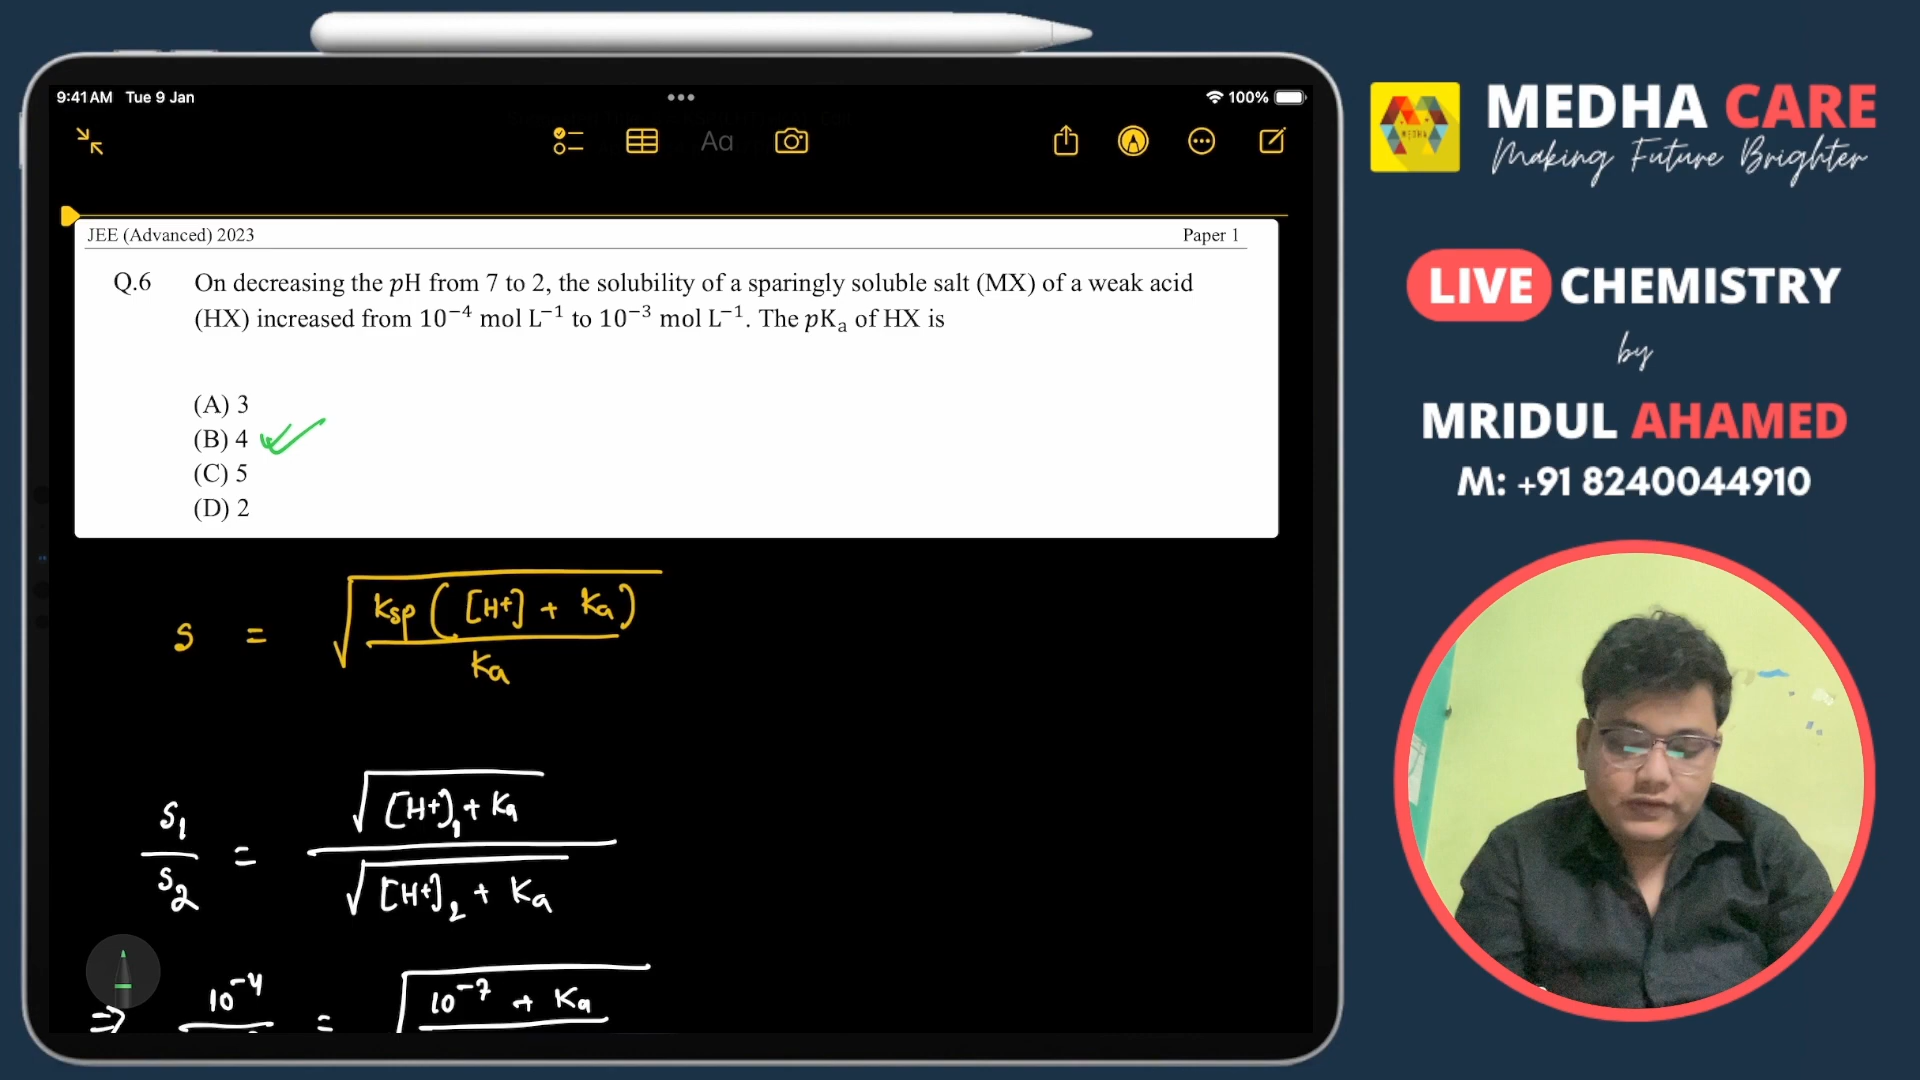 9:41 AM Tue 9 Jan
100%
Aa
JEE (Advanced) 2023 Paper 1
Q.6 On decreasing the pH from 7 to 2, the solubility of a sparingly soluble salt (MX) of a weak acid
(HX) increased from 10⁻⁴ mol L⁻¹ to 10⁻³ mol L⁻¹. The pKₐ of HX is
(A) 3
(B) 4
(C) 5
(D) 2
s = √(Ksp ([H+] + Ka) / Ka)
s₁/s₂ = √([H+]₁ + Ka) / √([H+]₂ + Ka)
⇒ 10⁻⁴ = √10⁻⁷ + Ka
MEDHA CARE
Making Future Brighter
LIVE CHEMISTRY
by
MRIDUL AHAMED
M: +91 8240044910
MEDHA